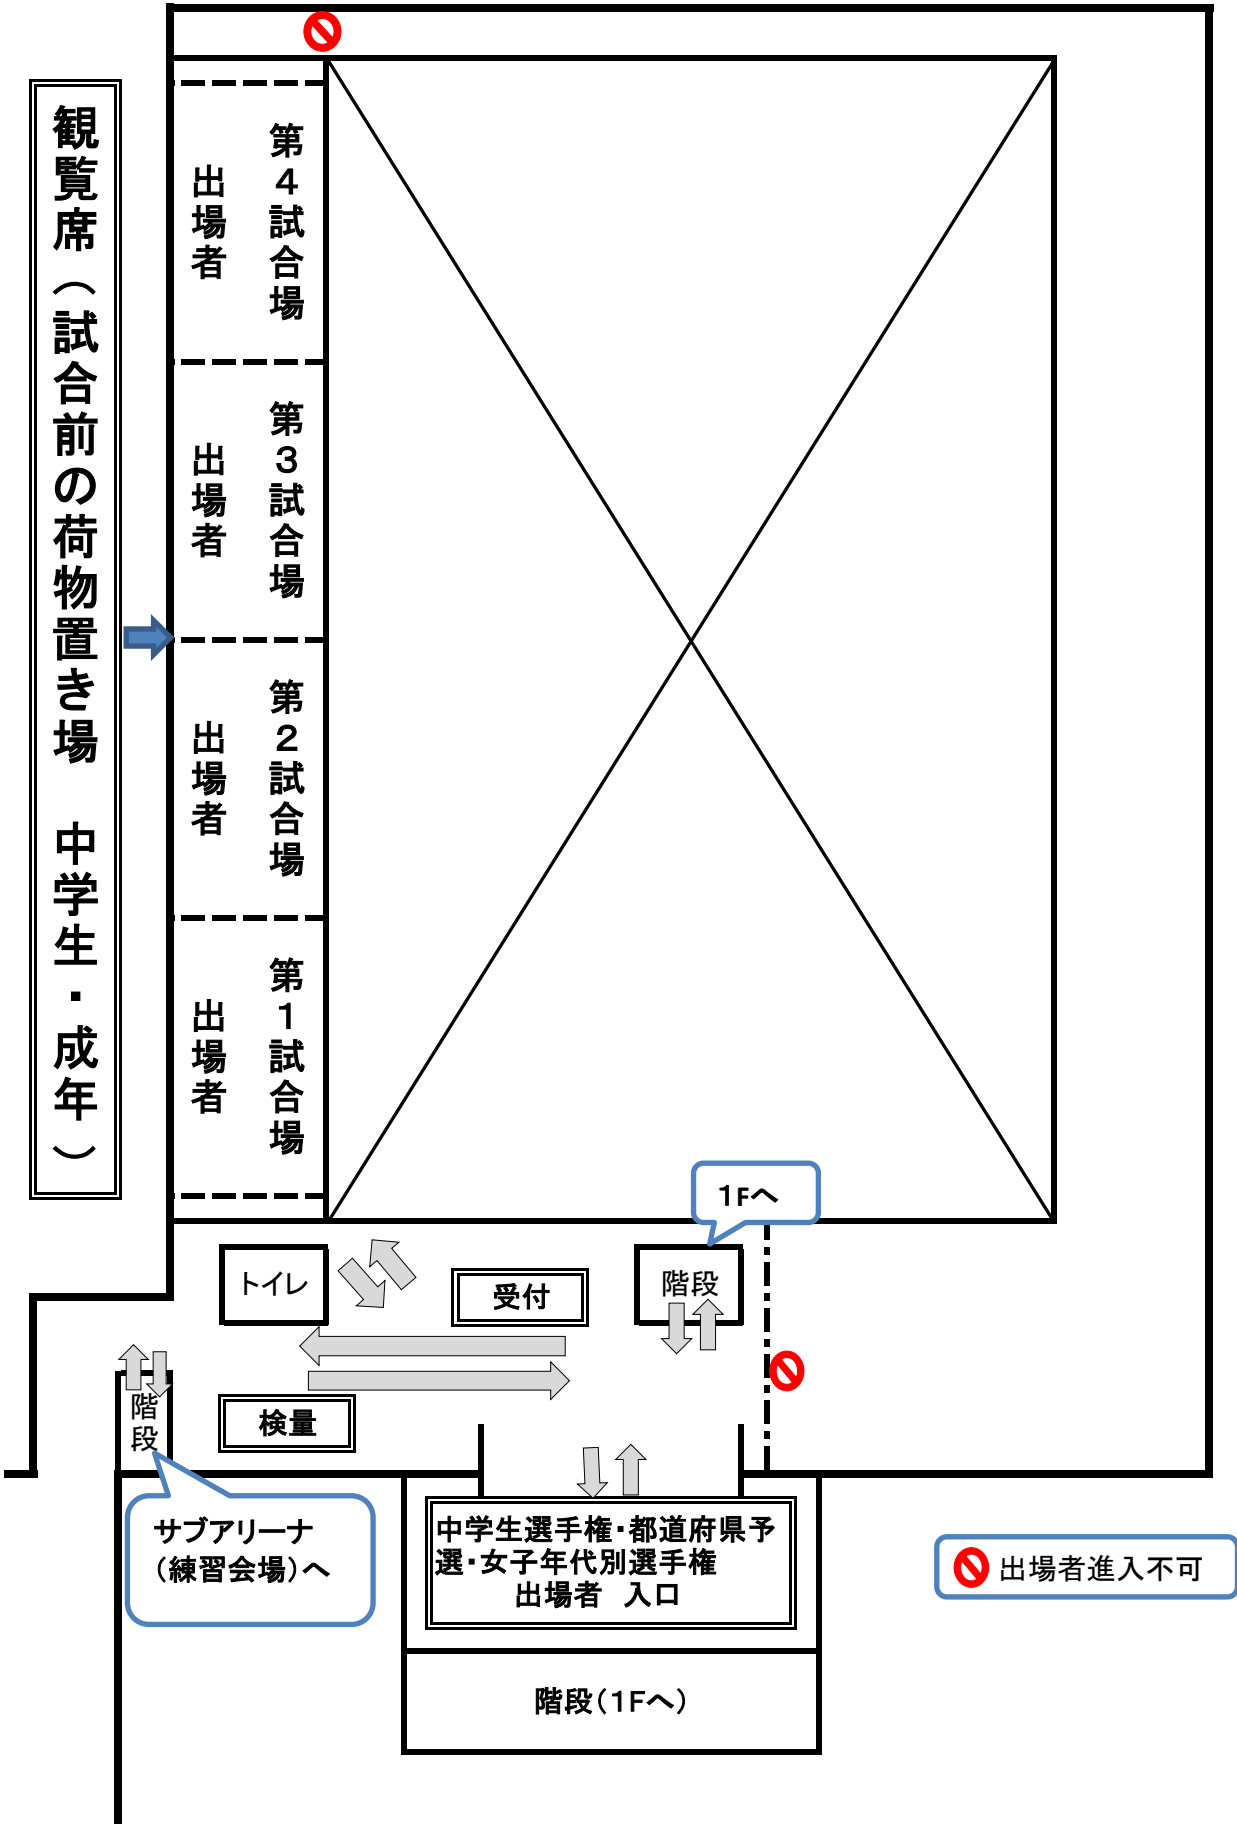 観覧席（試合前の荷物置き場　中学生・成年）
第４試合場
出場者
第３試合場
出場者
第２試合場
出場者
第１試合場
出場者
１Fへ
トイレ
受付
階段
階段
検量
サブアリーナ
（練習会場）へ
中学生選手権・都道府県予
選・女子年代別選手権
出場者　入口
出場者進入不可
階段（１Fへ）